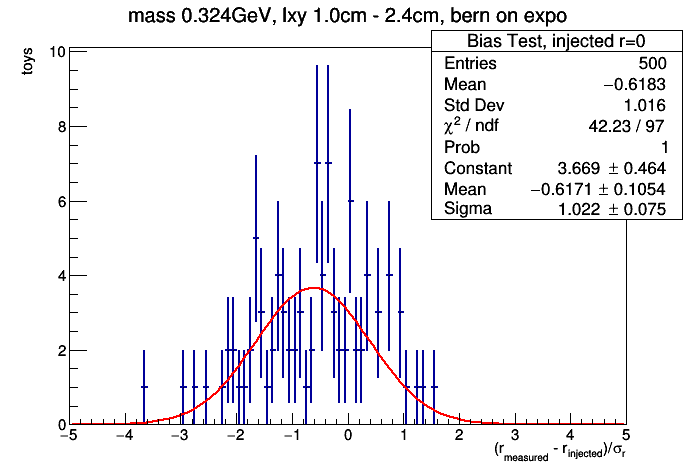 mass 0.324GeV, lxy 1.0cm - 2.4cm, bern on expo
Bias Test, injected r=0
Entries 500
Mean −0.6183
Std Dev 1.016
χ² / ndf 42.23 / 97
Prob 1
Constant 3.669 ± 0.464
Mean −0.6171 ± 0.1054
Sigma 1.022 ± 0.075
toys
10
8
6
4
2
0
−5 −4 −3 −2 −1 0 1 2 3 4 5
(r_measured - r_injected)/σ_r